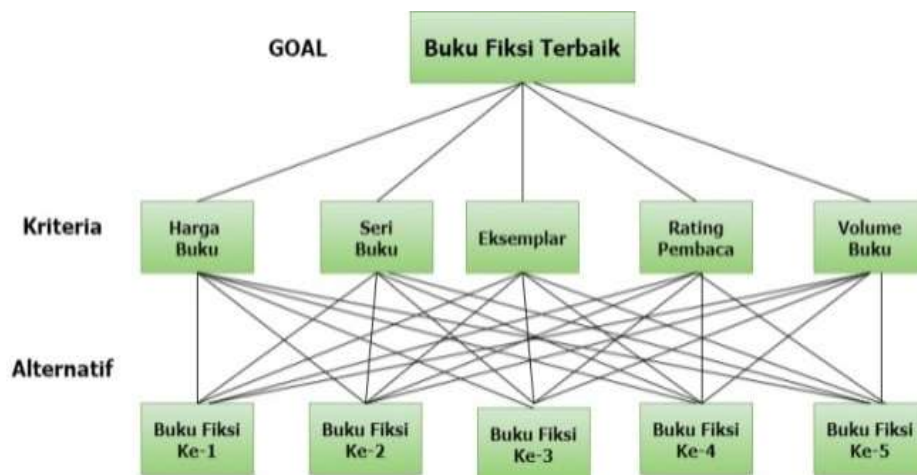 GOAL
Buku Fiksi Terbaik
Kriteria
Harga
Buku
Seri
Buku
Eksemplar
Rating
Pembaca
Volume
Buku
Alternatif
Buku Fiksi
Ke-1
Buku Fiksi
Ke-2
Buku Fiksi
Ke-3
Buku Fiksi
Ke-4
Buku Fiksi
Ke-5